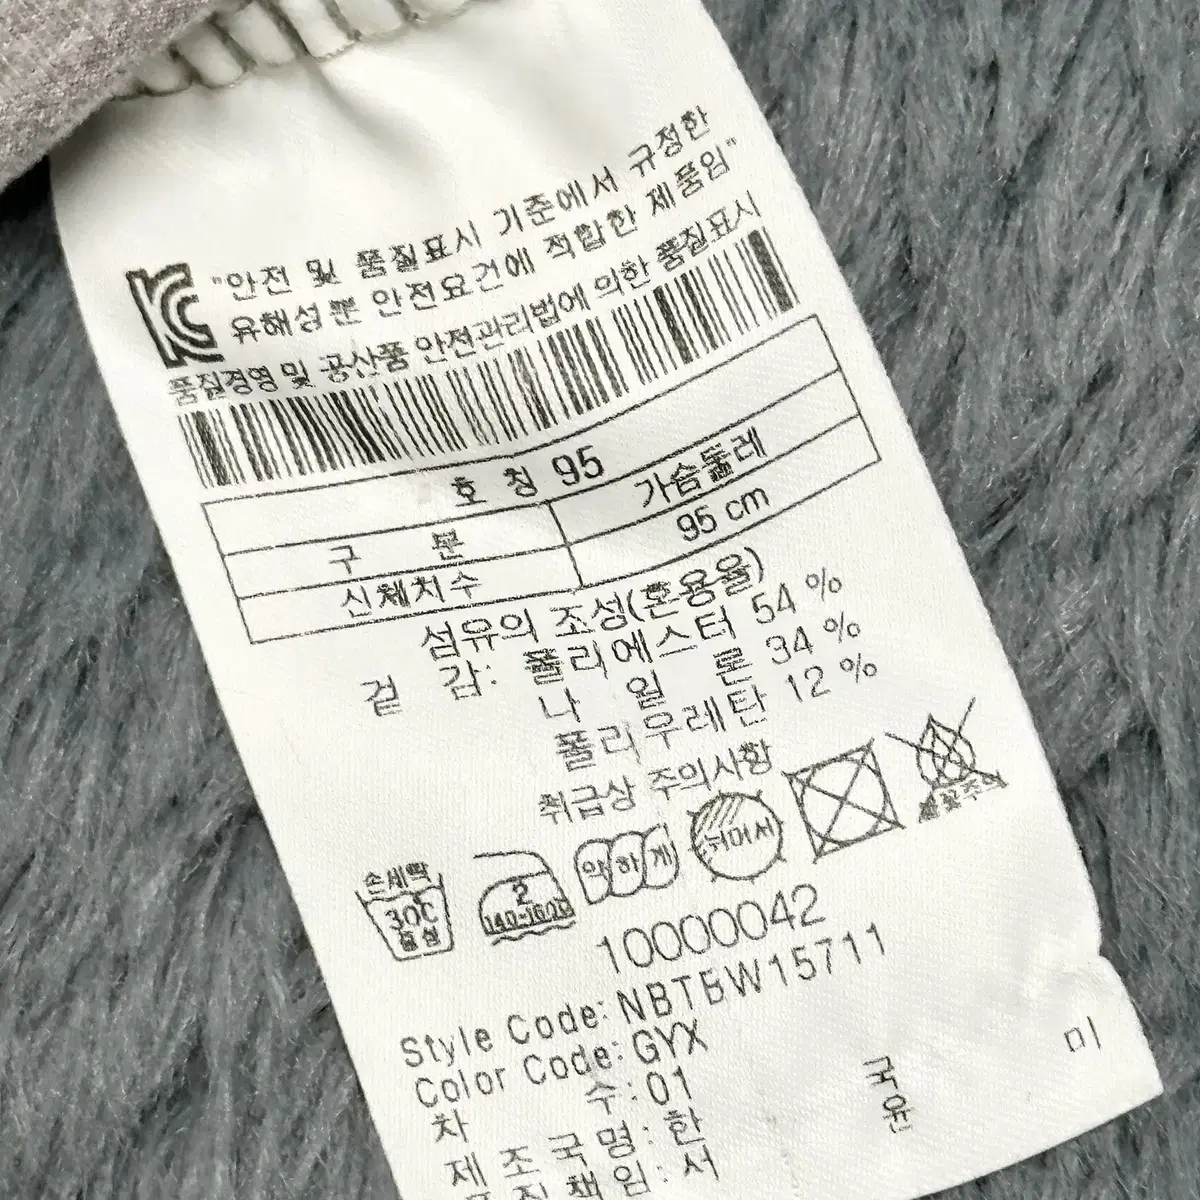 "안전 및 품질표시 기준에서 규정한
유해성분 안전요건에 적합한 제품임"
품질경영 및 공산품 안전관리법에 의한 품질표시
호 칭 95
구 분 가슴둘레
신체치수 95 cm
섬유의 조성(혼용율)
겉 감: 폴리에스터 54 %
나 일 론 34 %
폴리우레탄 12 %
취급상 주의사항
손세탁
30℃
중성
2
140-160℃
약하게
뉘어서
10000042
Style Code: NBTBW15711
Color Code: GYX
차 수: 01
제조국명: 한
품질책임: 서